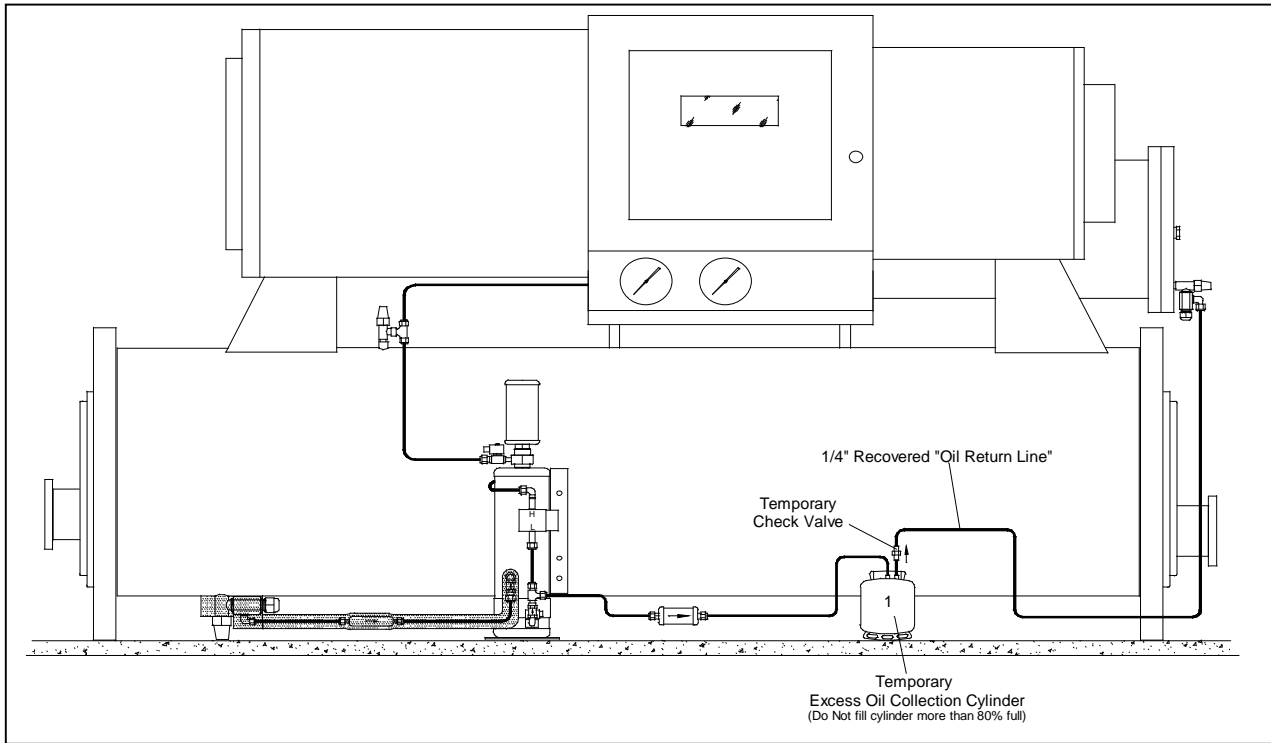 H
L
1/4" Recovered "Oil Return Line"
Temporary
Check Valve
1
Temporary
Excess Oil Collection Cylinder
(Do Not fill cylinder more than 80% full)